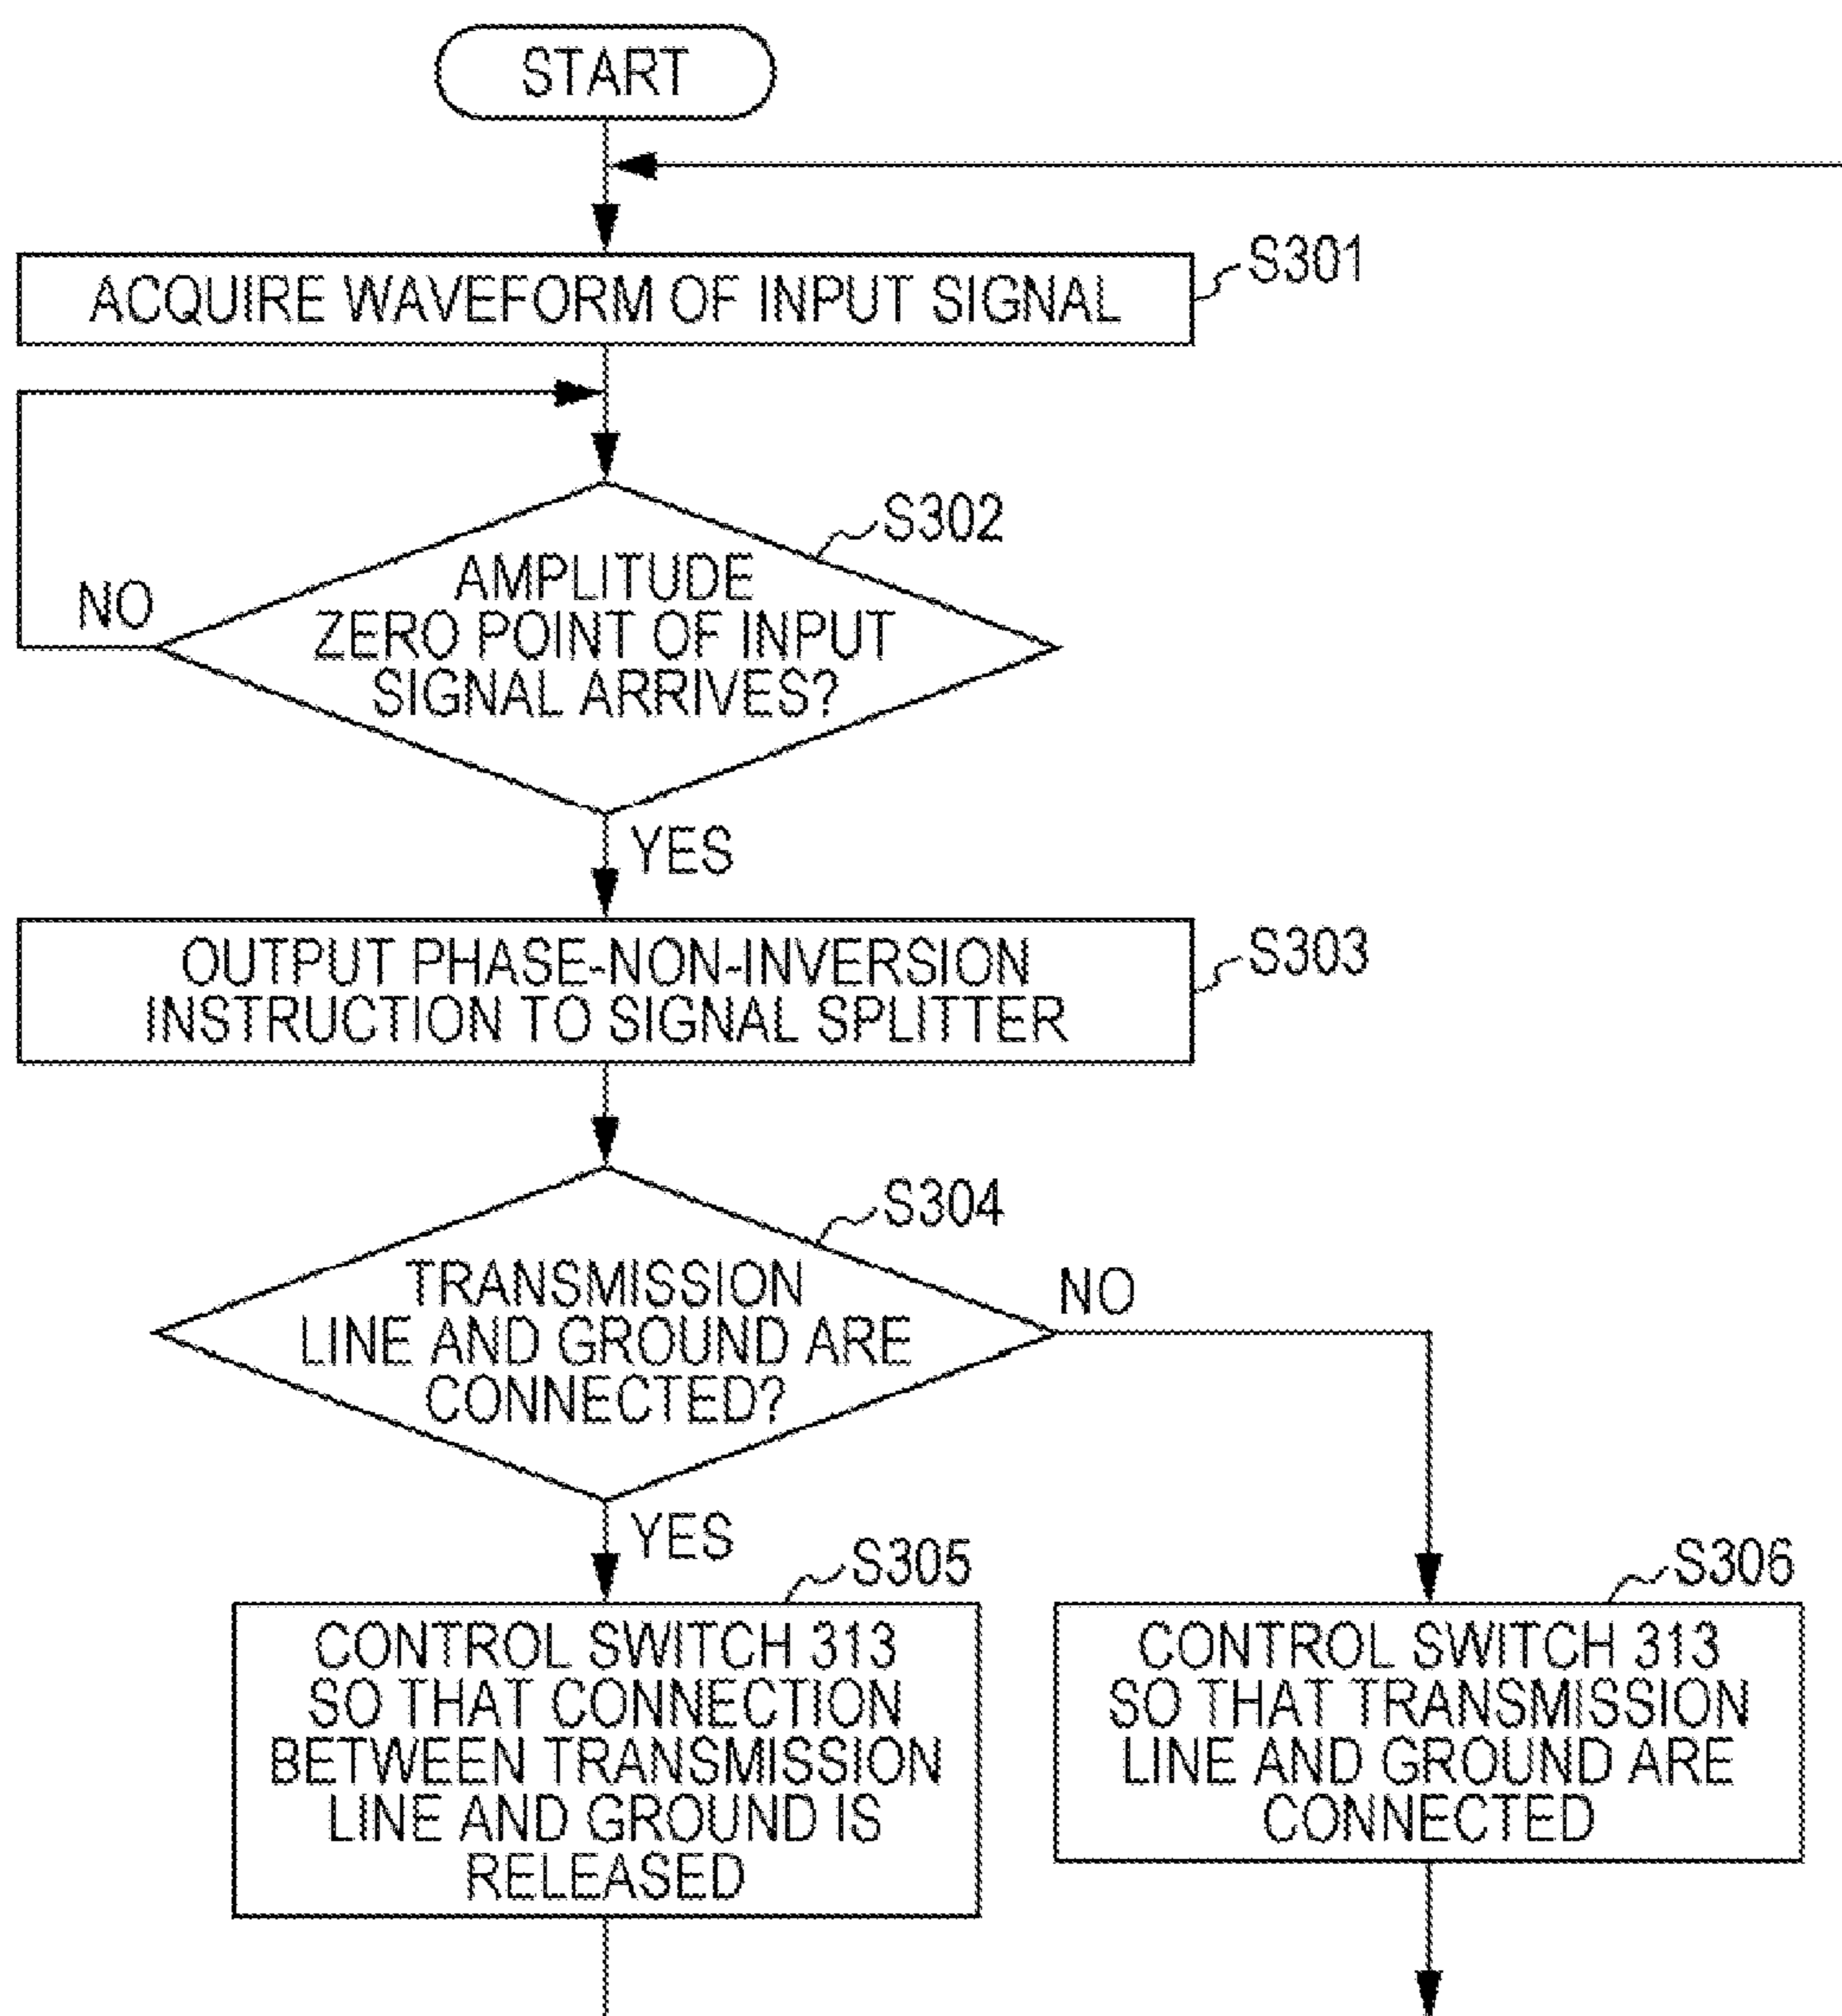 START
ACQUIRE WAVEFORM OF INPUT SIGNAL
S301
S302
AMPLITUDE
ZERO POINT OF INPUT
SIGNAL ARRIVES?
NO
YES
OUTPUT PHASE-NON-INVERSION
INSTRUCTION TO SIGNAL SPLITTER
S303
S304
TRANSMISSION
LINE AND GROUND ARE
CONNECTED?
NO
YES
S305
CONTROL SWITCH 313
SO THAT CONNECTION
BETWEEN TRANSMISSION
LINE AND GROUND IS
RELEASED
S306
CONTROL SWITCH 313
SO THAT TRANSMISSION
LINE AND GROUND ARE
CONNECTED